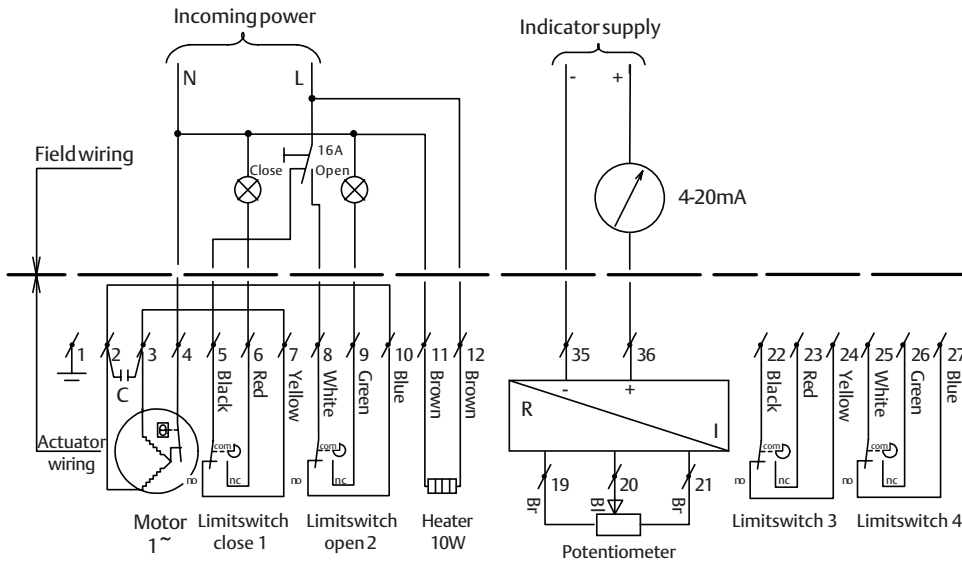 Incoming power
Indicator supply
N
L
-
+
16A
Close
Open
Field wiring
4-20mA
1
2
3
4
5
6
7
8
9
10
11
12
35
36
22
23
24
25
26
27
Black
Red
Yellow
White
Green
Blue
Brown
Brown
Black
Red
Yellow
White
Green
Blue
C
-
+
R
I
Actuator
wiring
com
com
com
com
no
nc
no
nc
no
nc
no
nc
19
20
21
Br
Bl
Br
Motor
1~
Limitswitch
close 1
Limitswitch
open 2
Heater
10W
Potentiometer
Limitswitch 3
Limitswitch 4